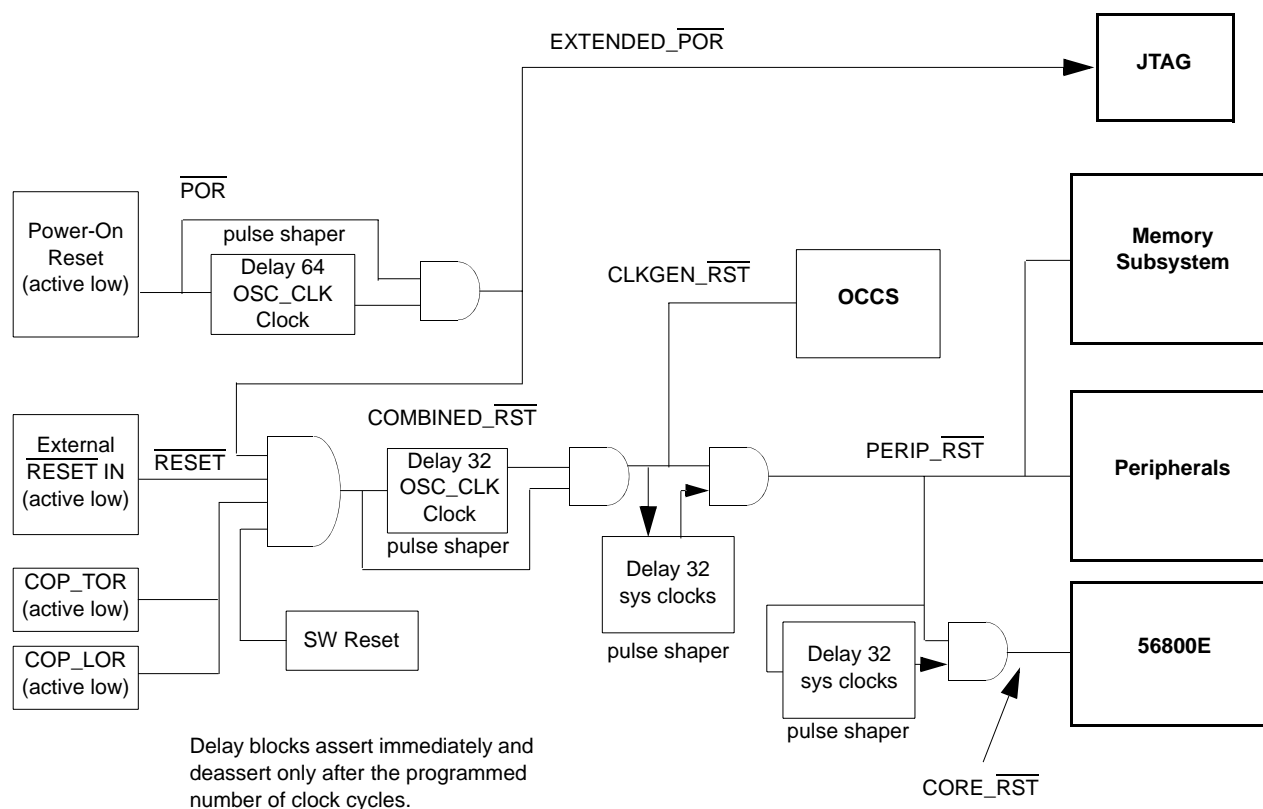 EXTENDED_POR
JTAG
POR
Power-On
Reset
(active low)
pulse shaper
Delay 64
OSC_CLK
Clock
Memory
Subsystem
CLKGEN_RST
OCCS
External
RESET IN
(active low)
RESET
COMBINED_RST
Delay 32
OSC_CLK
Clock
pulse shaper
PERIP_RST
Peripherals
COP_TOR
(active low)
SW Reset
Delay 32
sys clocks
pulse shaper
COP_LOR
(active low)
Delay 32
sys clocks
pulse shaper
56800E
Delay blocks assert immediately and
deassert only after the programmed
number of clock cycles.
CORE_RST